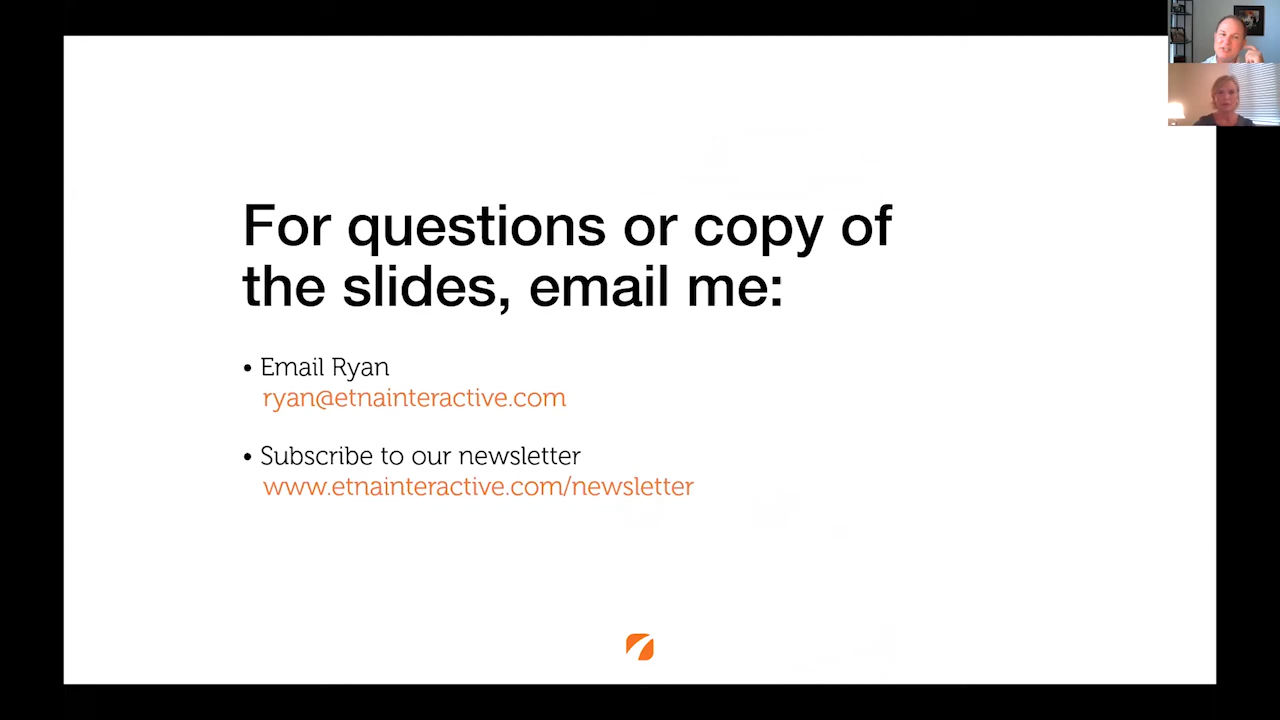 For questions or copy of
the slides, email me:
• Email Ryan
ryan@etnainteractive.com
• Subscribe to our newsletter
www.etnainteractive.com/newsletter